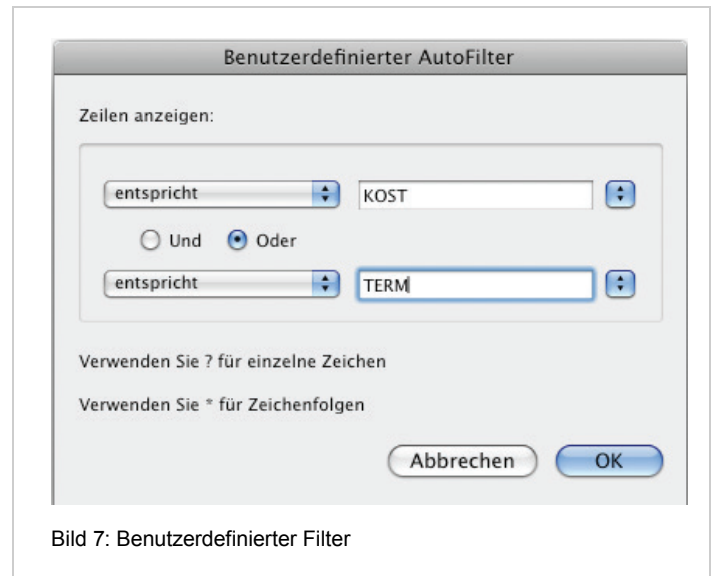 Benutzerdefinierter AutoFilter
Zeilen anzeigen:
entspricht KOST
Und Oder
entspricht TERM
Verwenden Sie ? für einzelne Zeichen
Verwenden Sie * für Zeichenfolgen
Abbrechen OK
Bild 7: Benutzerdefinierter Filter